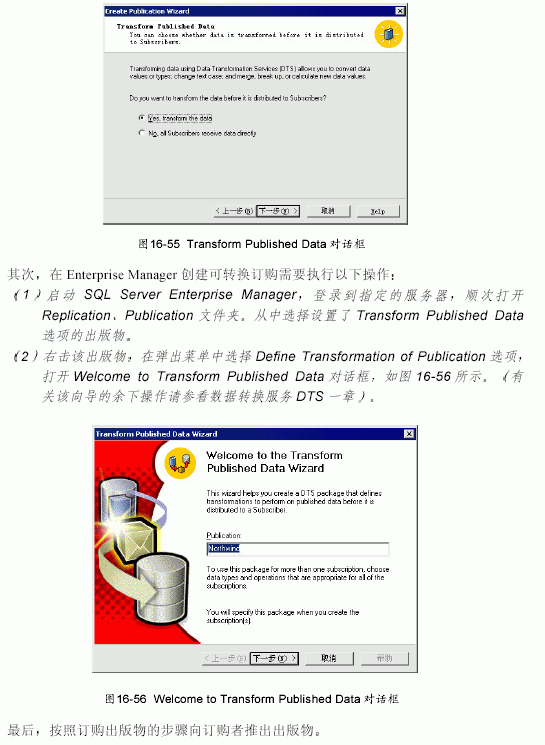 Create Publication Wizard
Transform Published Data
You can choose whether data is transformed before it is distributed
to Subscribers.
Transforming data using Data Transformation Services (DTS) allows you to convert data
values or types; change text case; and merge, break up, or calculate new data values.
Do you want to transform the data before it is distributed to Subscribers?
Yes, transform the data
No, all Subscribers receive data directly
< 上一步(B) 下一步(N) > 取消 Help
图16-55 Transform Published Data 对话框
其次，在 Enterprise Manager 创建可转换订购需要执行以下操作：
（1）启动 SQL Server Enterprise Manager，登录到指定的服务器，顺次打开
Replication、Publication 文件夹。从中选择设置了 Transform Published Data
选项的出版物。
（2）右击该出版物，在弹出菜单中选择 Define Transformation of Publication 选项，
打开 Welcome to Transform Published Data 对话框，如图 16-56 所示。（有
关该向导的余下操作请参看数据转换服务 DTS 一章）。
Transform Published Data Wizard
Welcome to the Transform
Published Data Wizard
This wizard helps you create a DTS package that defines
transformations to perform on published data before it is
distributed to a Subscriber.
Publication:
Northwind
To use this package for more than one subscription, choose
data types and operations that are appropriate for all of the
subscriptions.
You will specify this package when you create the
subscription(s).
< 上一步(B) 下一步(N) > 取消 帮助
图16-56 Welcome to Transform Published Data 对话框
最后，按照订购出版物的步骤向订购者推出出版物。